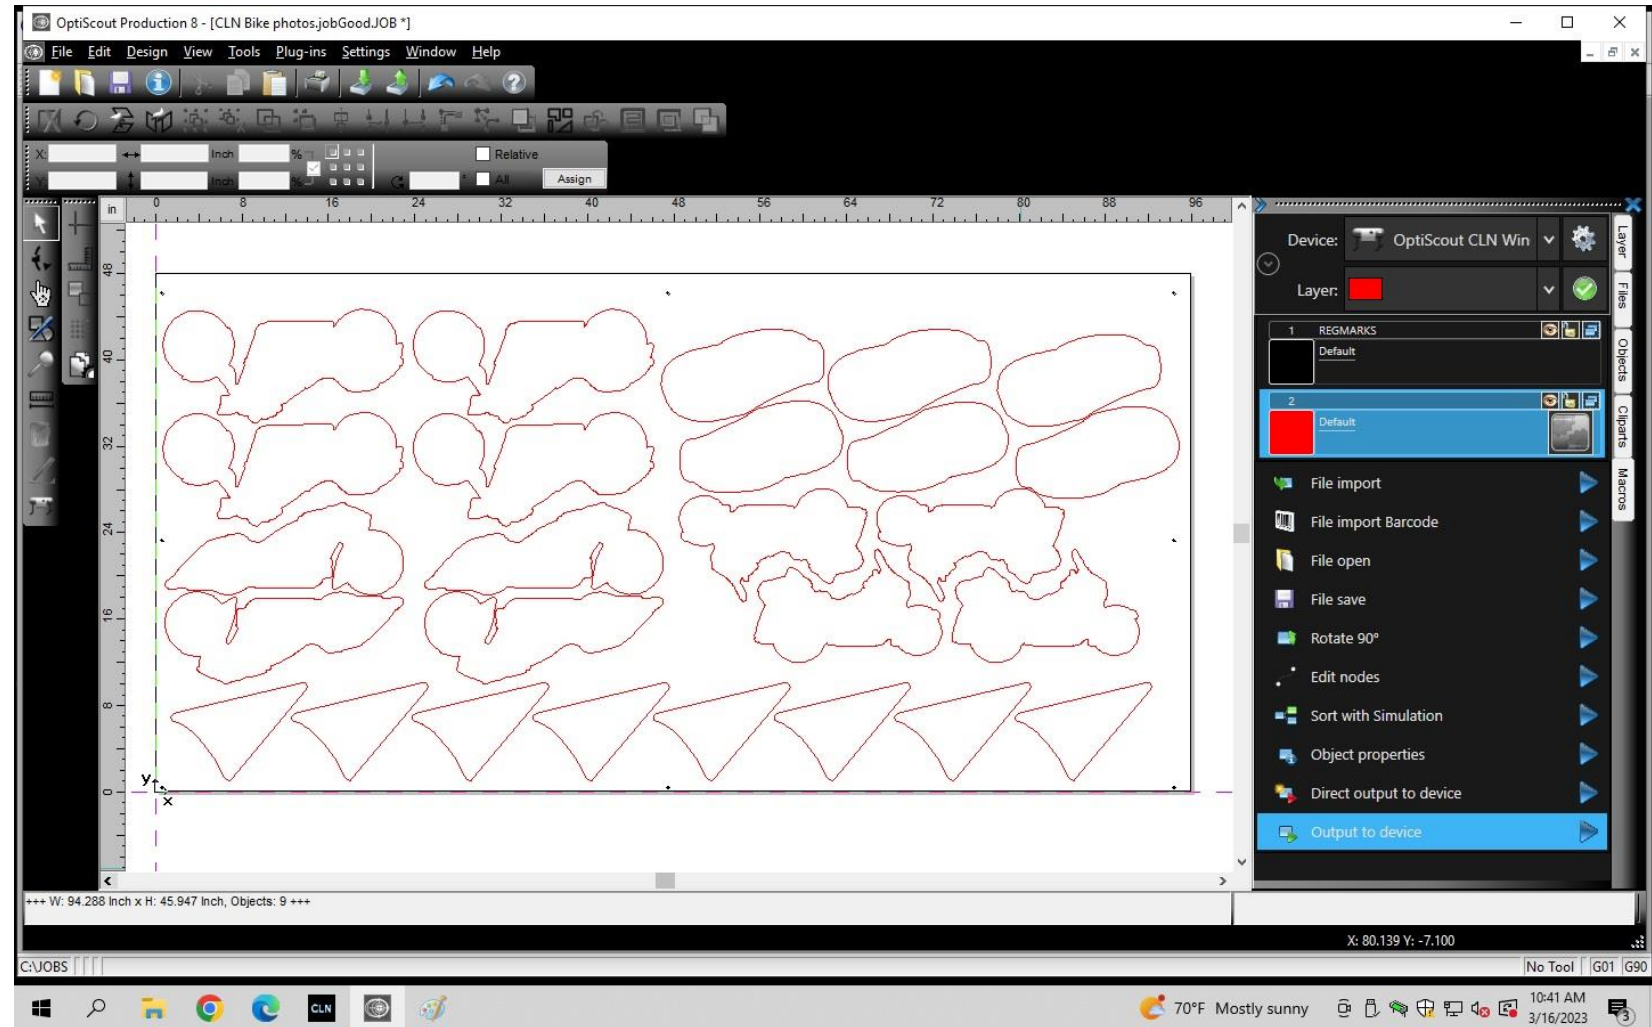 OptiScout Production 8 - [CLN Bike photos.jobGood.JOB *]
File Edit Design View Tools Plug-ins Settings Window Help
X: Inch % Relative
Y: Inch % ° All Assign
in 0 8 16 24 32 40 48 56 64 72 80 88 96
48
40
32
24
16
8
0
Y
X
Device: OptiScout CLN Win
Layer:
1 REGMARKS
Default
2
Default
File import
File import Barcode
File open
File save
Rotate 90°
Edit nodes
Sort with Simulation
Object properties
Direct output to device
Output to device
Layer
Files
Objects
Cliparts
Macros
+++ W: 94.288 Inch x H: 45.947 Inch, Objects: 9 +++
X: 80.139 Y: -7.100
C:\JOBS No Tool G01 G90
CLN 70°F Mostly sunny 10:41 AM
3/16/2023 3